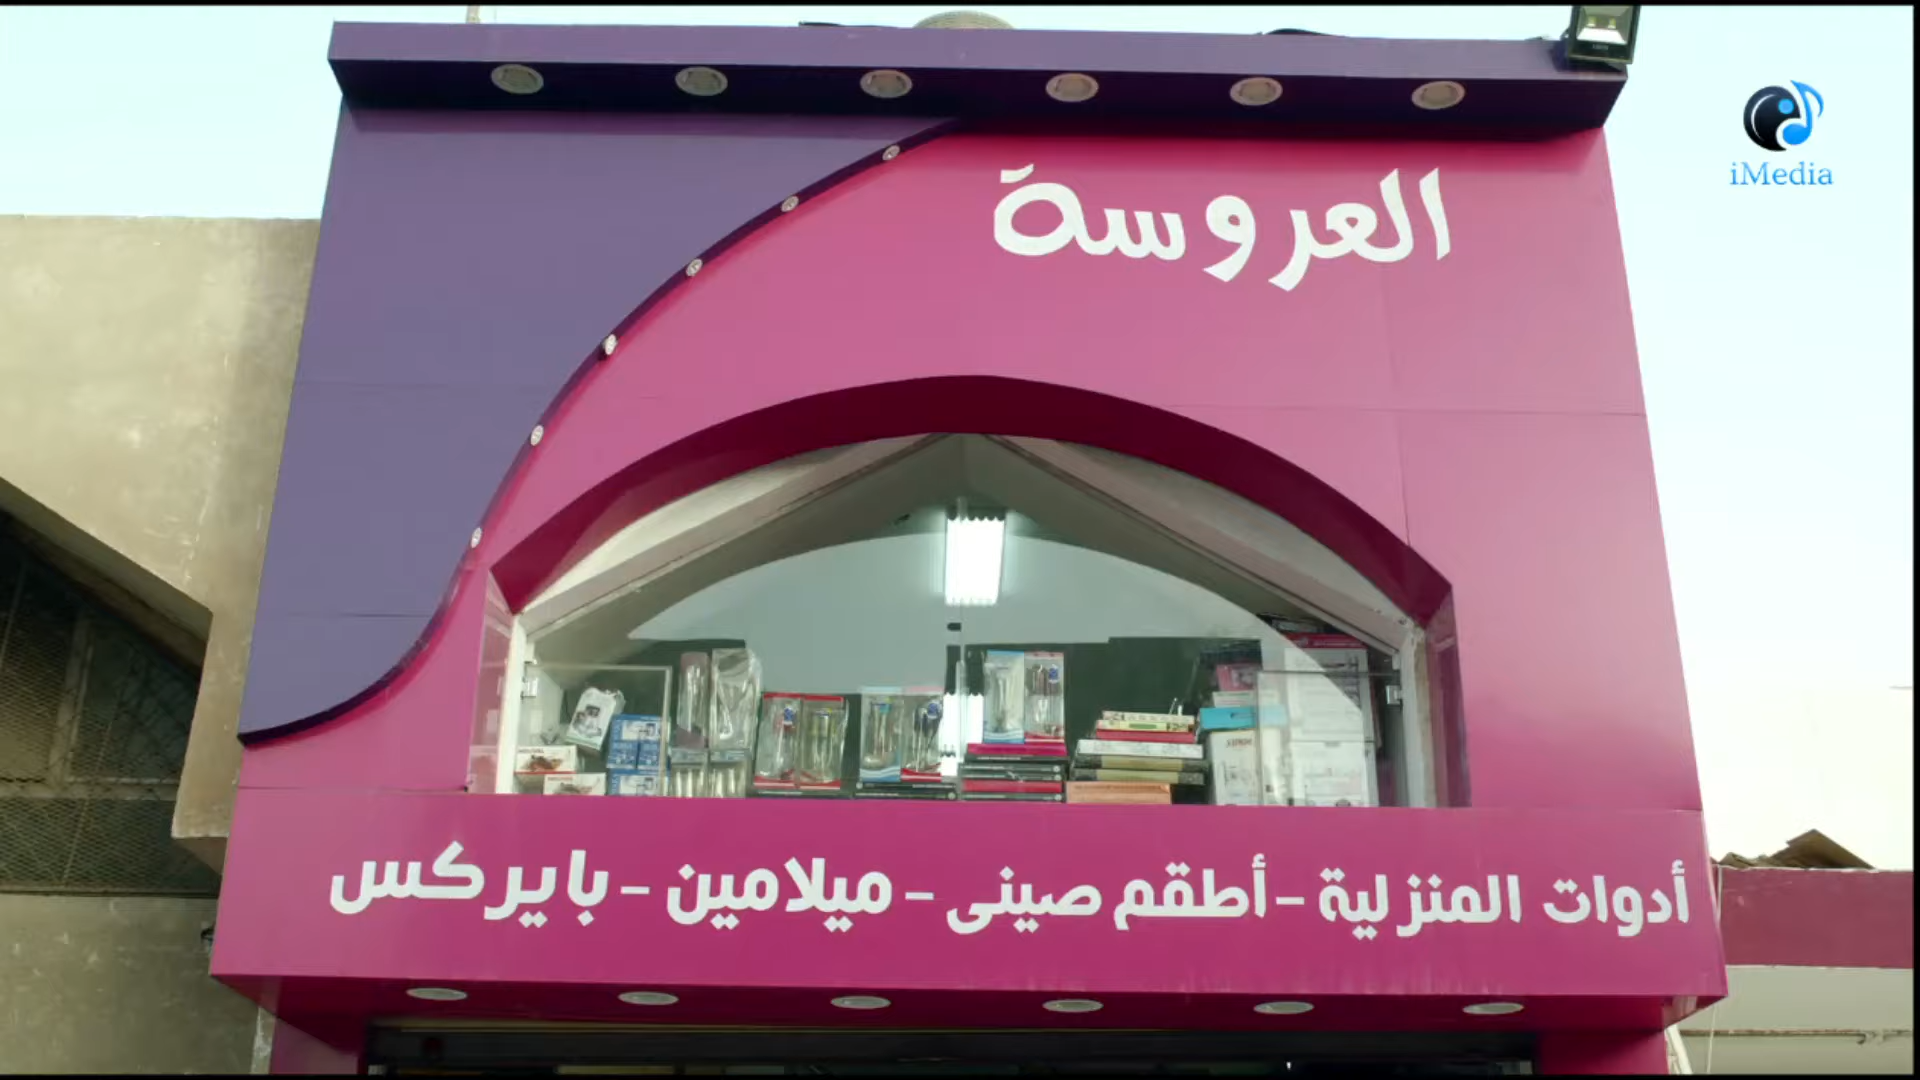 iMedia
العروسة
أدوات المنزلية - أطقم صينى - ميلامين - بايركس